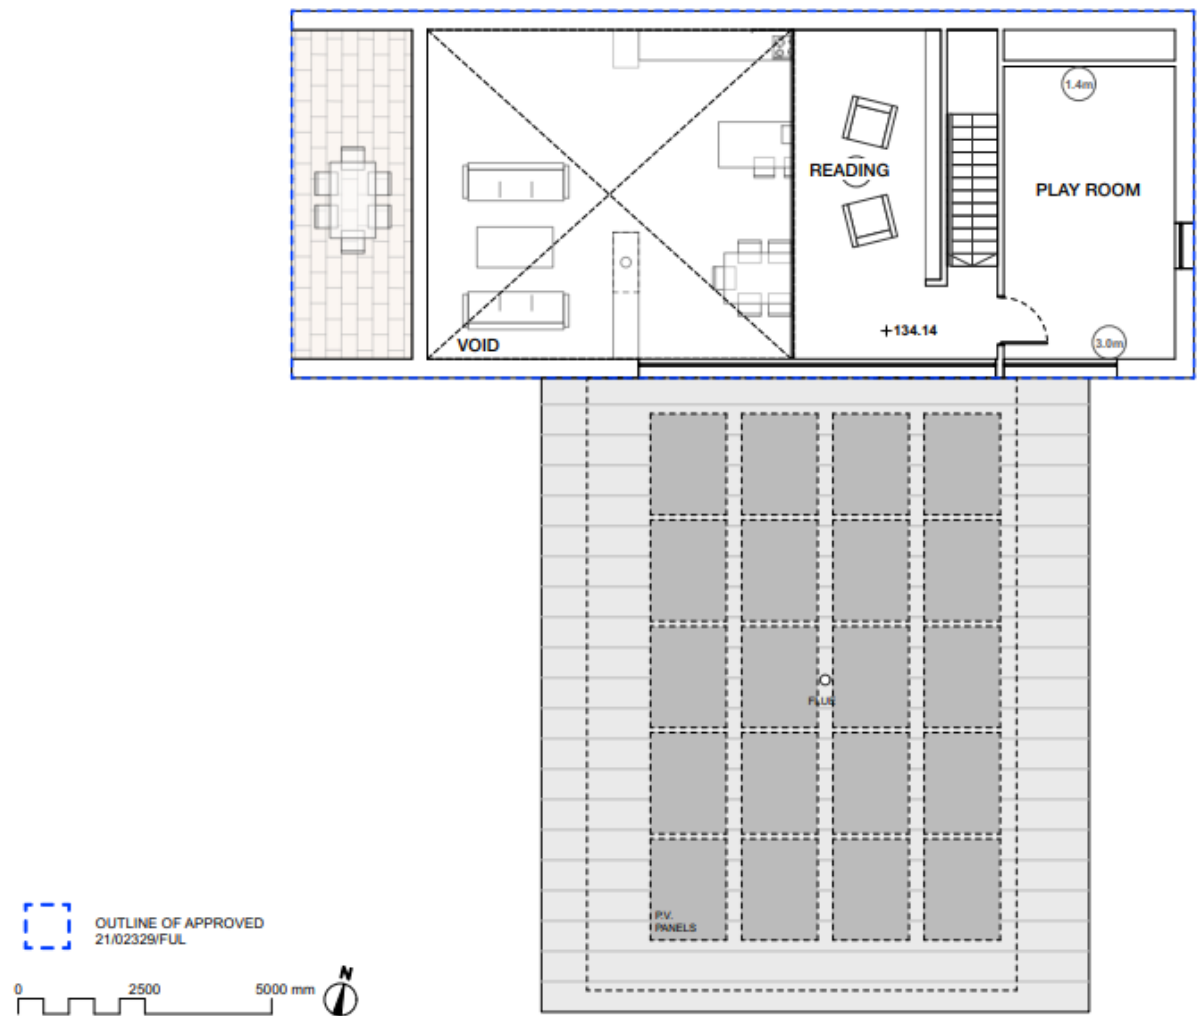 1.4m
READING
PLAY ROOM
+134.14
3.0m
VOID
FLUE
P.V.
PANELS
OUTLINE OF APPROVED
21/02329/FUL
0 2500 5000 mm
N